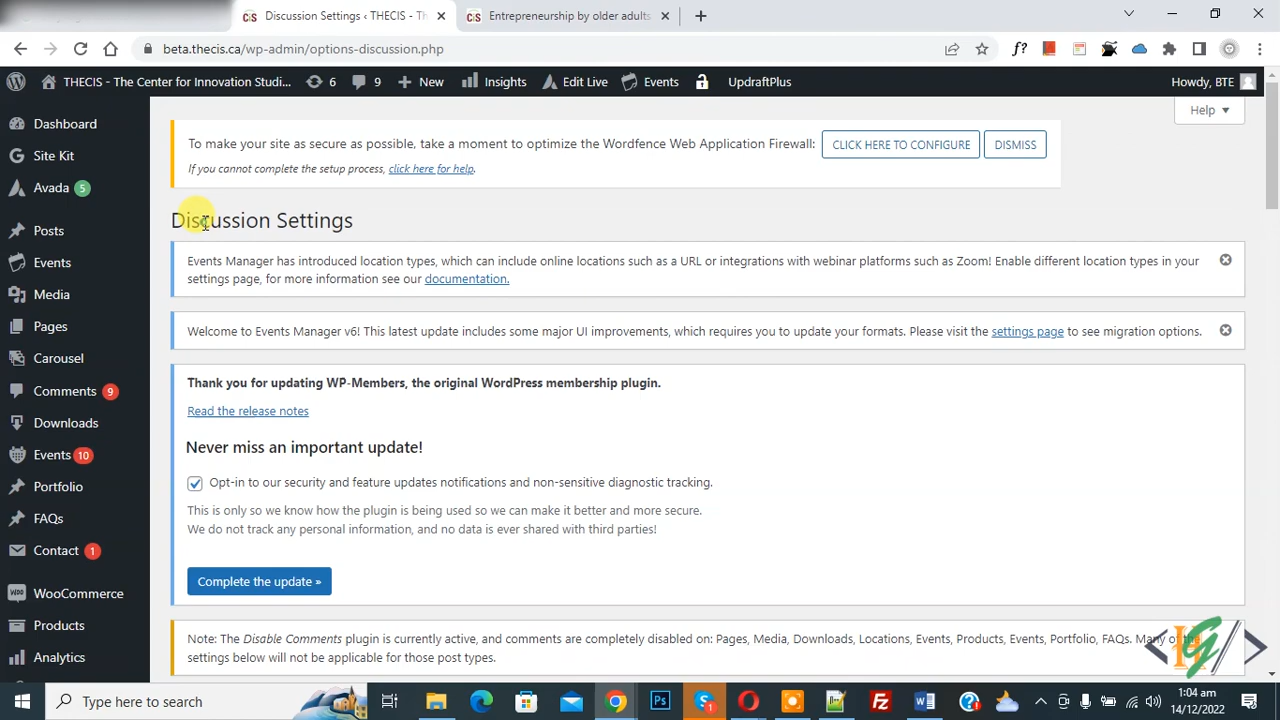 Discussion Settings ‹ THECIS - T
Entrepreneurship by older adults
beta.thecis.ca/wp-admin/options-discussion.php
THECIS - The Center for Innovation Studi... 6 9 New Insights Edit Live Events UpdraftPlus Howdy, BTE
Help
Dashboard
Site Kit
Avada 5
Posts
Events
Media
Pages
Carousel
Comments 9
Downloads
Events 10
Portfolio
FAQs
Contact 1
WooCommerce
Products
Analytics
To make your site as secure as possible, take a moment to optimize the Wordfence Web Application Firewall: CLICK HERE TO CONFIGURE DISMISS
If you cannot complete the setup process, click here for help.
Discussion Settings
Events Manager has introduced location types, which can include online locations such as a URL or integrations with webinar platforms such as Zoom! Enable different location types in your
settings page, for more information see our documentation.
Welcome to Events Manager v6! This latest update includes some major UI improvements, which requires you to update your formats. Please visit the settings page to see migration options.
Thank you for updating WP-Members, the original WordPress membership plugin.
Read the release notes
Never miss an important update!
Opt-in to our security and feature updates notifications and non-sensitive diagnostic tracking.
This is only so we know how the plugin is being used so we can make it better and more secure.
We do not track any personal information, and no data is ever shared with third parties!
Complete the update »
Note: The Disable Comments plugin is currently active, and comments are completely disabled on: Pages, Media, Downloads, Locations, Events, Products, Events, Portfolio, FAQs. Many of the
settings below will not be applicable for those post types.
Type here to search
1:04 am
14/12/2022